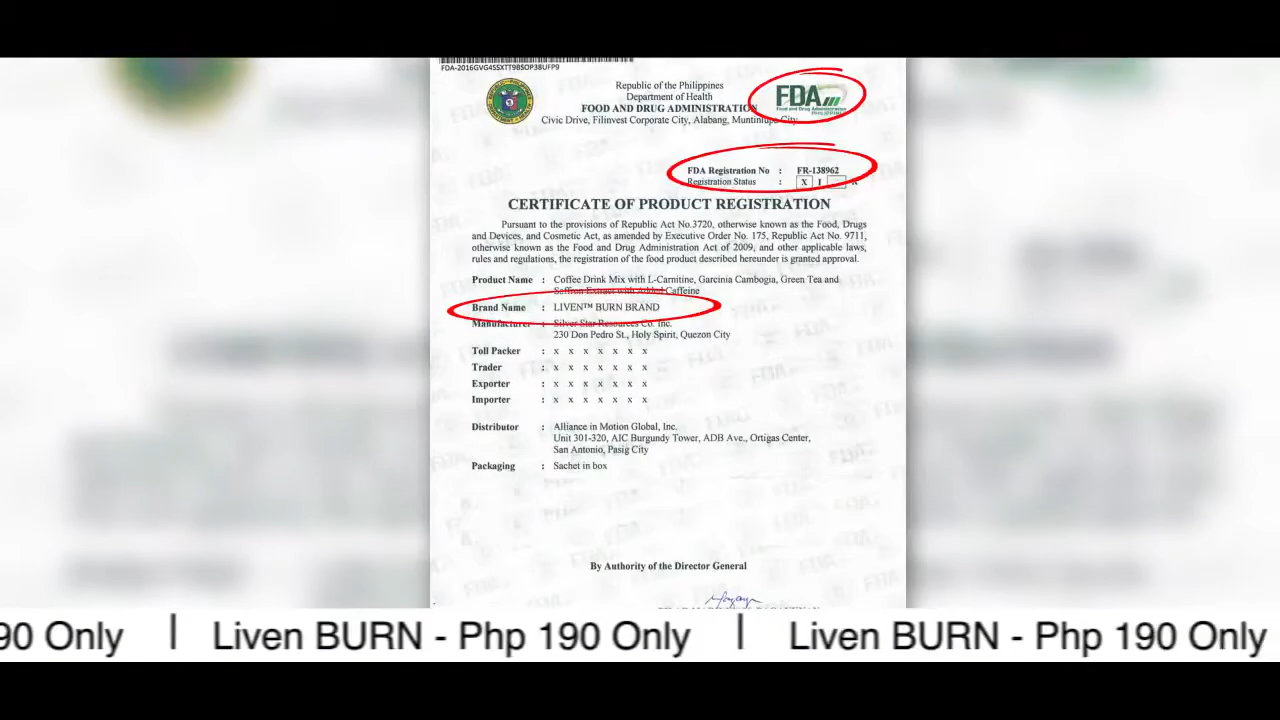 FDA-2016GVG4SSXTT9BSOP38UFP9
Republic of the Philippines
Department of Health
FOOD AND DRUG ADMINISTRATION
Civic Drive, Filinvest Corporate City, Alabang, Muntinlupa City
FDA
Food and Drug Administration
PHILIPPINES
FDA Registration No : FR-138962
Registration Status : X I R
CERTIFICATE OF PRODUCT REGISTRATION
Pursuant to the provisions of Republic Act No.3720, otherwise known as the Food, Drugs
and Devices, and Cosmetic Act, as amended by Executive Order No. 175, Republic Act No. 9711,
otherwise known as the Food and Drug Administration Act of 2009, and other applicable laws,
rules and regulations, the registration of the food product described hereunder is granted approval.
Product Name : Coffee Drink Mix with L-Carnitine, Garcinia Cambogia, Green Tea and
Saffron Extract with Added Caffeine
Brand Name : LIVEN™ BURN BRAND
Manufacturer : Silver Star Resources Co. Inc.
230 Don Pedro St., Holy Spirit, Quezon City
Toll Packer : x x x x x x x
Trader : x x x x x x x
Exporter : x x x x x x x
Importer : x x x x x x x
Distributor : Alliance in Motion Global, Inc.
Unit 301-320, AIC Burgundy Tower, ADB Ave., Ortigas Center,
San Antonio, Pasig City
Packaging : Sachet in box
By Authority of the Director General
90 Only | Liven BURN - Php 190 Only | Liven BURN - Php 190 Only